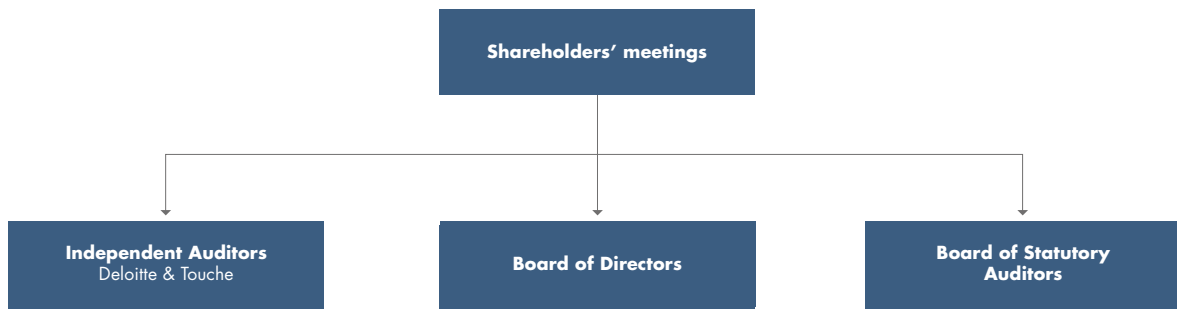 Shareholders’ meetings
Independent Auditors
Deloitte & Touche
Board of Directors
Board of Statutory
Auditors